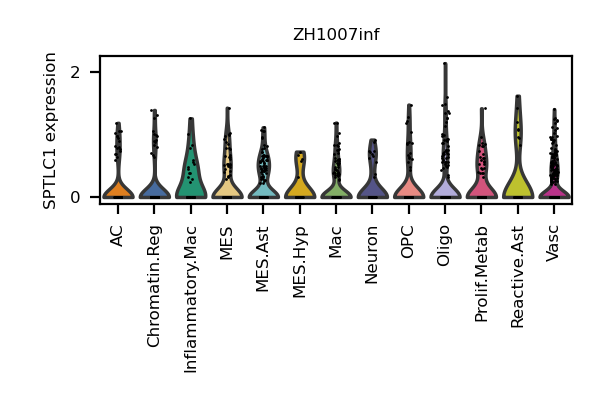 ZH1007inf
SPTLC1 expression
2
0
AC
Chromatin.Reg
Inflammatory.Mac
MES
MES.Ast
MES.Hyp
Mac
Neuron
OPC
Oligo
Prolif.Metab
Reactive.Ast
Vasc